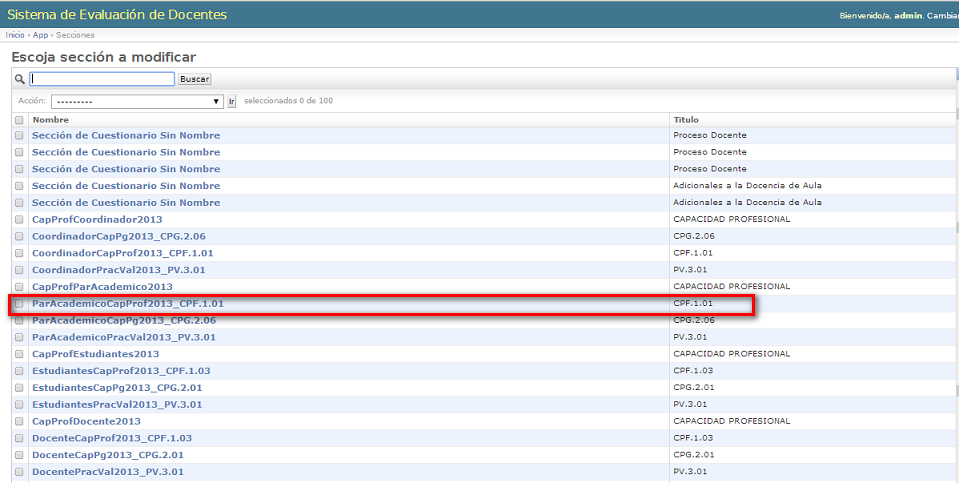 Sistema de Evaluación de Docentes
Bienvenido/a, admin. Cambiar
Inicio › App › Secciones
Escoja sección a modificar
Buscar
Acción: --------- Ir seleccionados 0 de 100
Nombre Titulo
Sección de Cuestionario Sin Nombre Proceso Docente
Sección de Cuestionario Sin Nombre Proceso Docente
Sección de Cuestionario Sin Nombre Proceso Docente
Sección de Cuestionario Sin Nombre Adicionales a la Docencia de Aula
Sección de Cuestionario Sin Nombre Adicionales a la Docencia de Aula
CapProfCoordinador2013 CAPACIDAD PROFESIONAL
CoordinadorCapPg2013_CPG.2.06 CPG.2.06
CoordinadorCapProf2013_CPF.1.01 CPF.1.01
CoordinadorPracVal2013_PV.3.01 PV.3.01
CapProfParAcademico2013 CAPACIDAD PROFESIONAL
ParAcademicoCapProf2013_CPF.1.01 CPF.1.01
ParAcademicoCapPg2013_CPG.2.06 CPG.2.06
ParAcademicoPracVal2013_PV.3.01 PV.3.01
CapProfEstudiantes2013 CAPACIDAD PROFESIONAL
EstudiantesCapProf2013_CPF.1.03 CPF.1.03
EstudiantesCapPg2013_CPG.2.01 CPG.2.01
EstudiantesPracVal2013_PV.3.01 PV.3.01
CapProfDocente2013 CAPACIDAD PROFESIONAL
DocenteCapProf2013_CPF.1.03 CPF.1.03
DocenteCapPg2013_CPG.2.01 CPG.2.01
DocentePracVal2013_PV.3.01 PV.3.01